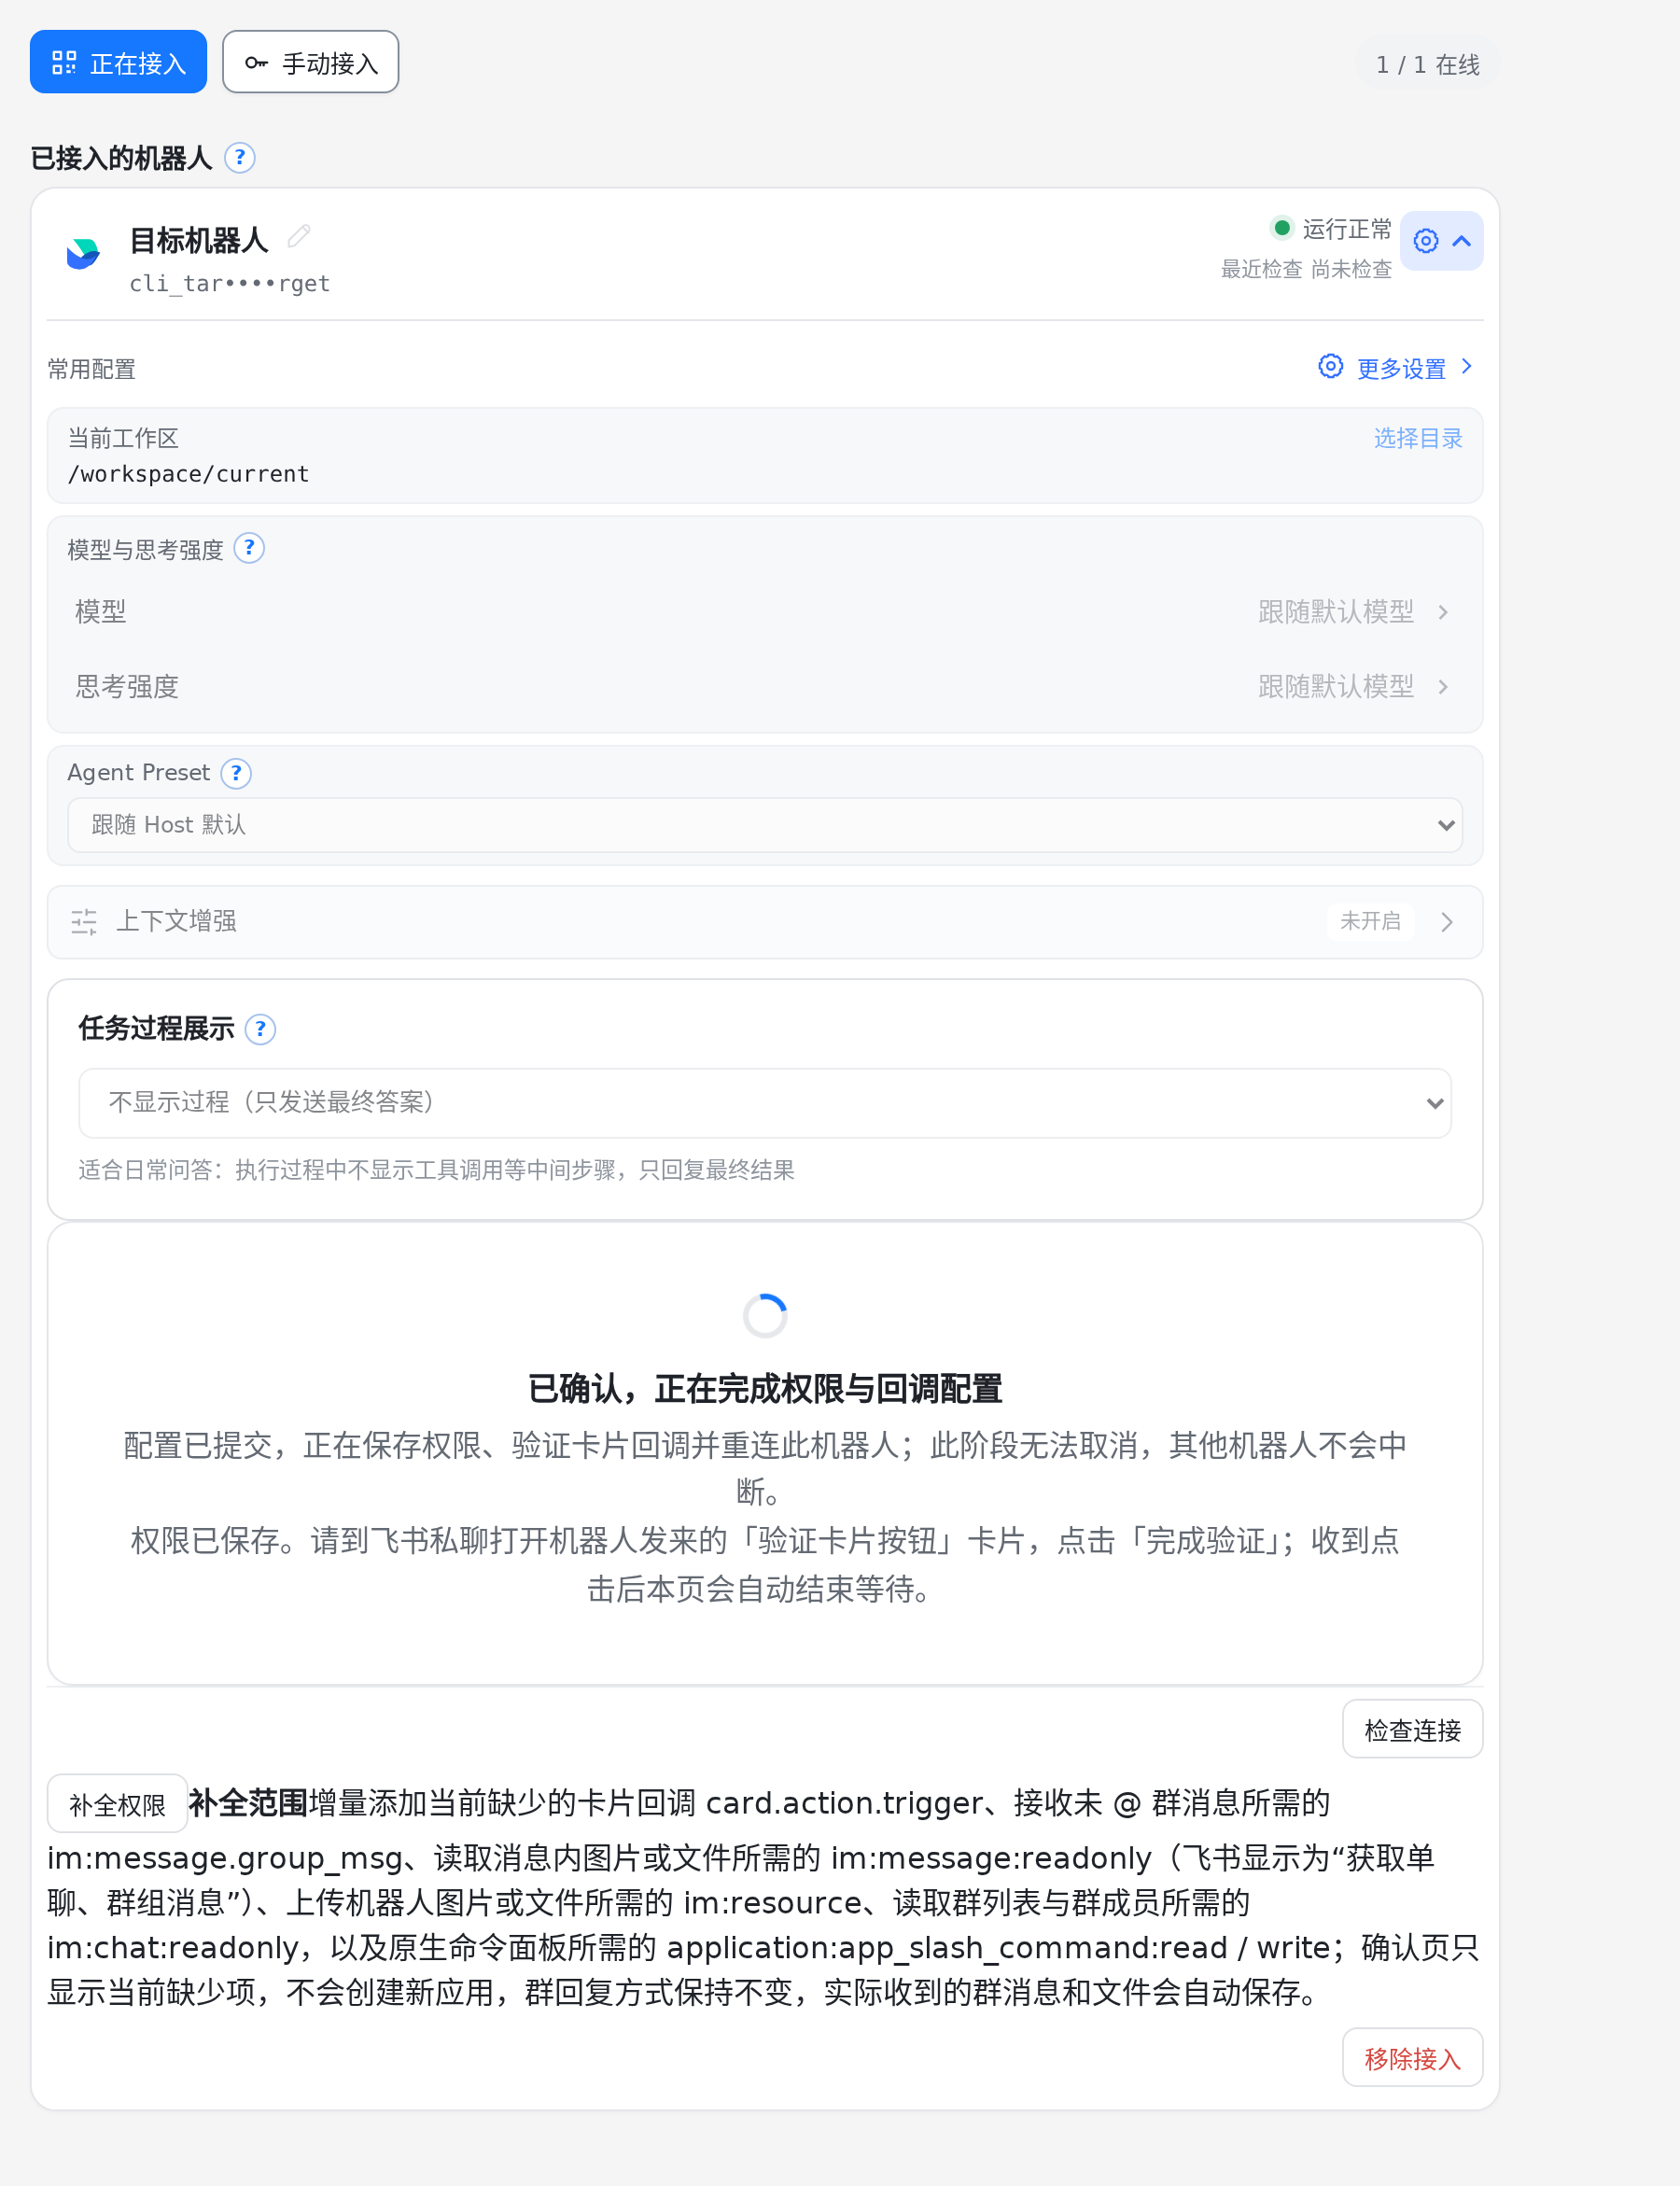 正在接入
手动接入
1 / 1 在线
已接入的机器人 ?
目标机器人
cli_tar••••rget
运行正常
最近检查 尚未检查
常用配置
更多设置
当前工作区
选择目录
/workspace/current
模型与思考强度 ?
模型
跟随默认模型
思考强度
跟随默认模型
Agent Preset ?
跟随 Host 默认
上下文增强
未开启
任务过程展示 ?
不显示过程（只发送最终答案）
适合日常问答：执行过程中不显示工具调用等中间步骤，只回复最终结果
已确认，正在完成权限与回调配置
配置已提交，正在保存权限、验证卡片回调并重连此机器人；此阶段无法取消，其他机器人不会中
断。
权限已保存。请到飞书私聊打开机器人发来的「验证卡片按钮」卡片，点击「完成验证」；收到点
击后本页会自动结束等待。
检查连接
补全权限 补全范围增量添加当前缺少的卡片回调 card.action.trigger、接收未 @ 群消息所需的
im:message.group_msg、读取消息内图片或文件所需的 im:message:readonly（飞书显示为“获取单
聊、群组消息”）、上传机器人图片或文件所需的 im:resource、读取群列表与群成员所需的
im:chat:readonly，以及原生命令面板所需的 application:app_slash_command:read / write；确认页只
显示当前缺少项，不会创建新应用，群回复方式保持不变，实际收到的群消息和文件会自动保存。
移除接入